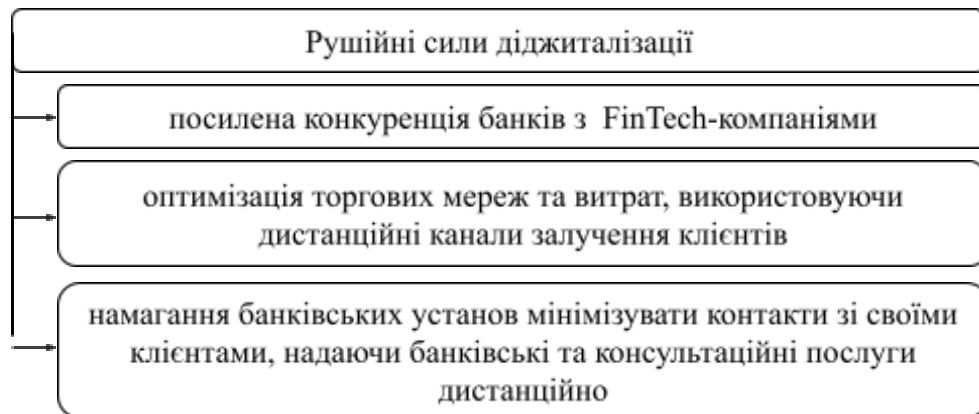 Рушійні сили діджиталізації
посилена конкуренція банків з FinTech-компаніями
оптимізація торгових мереж та витрат, використовуючи
дистанційні канали залучення клієнтів
намагання банківських установ мінімізувати контакти зі своїми
клієнтами, надаючи банківські та консультаційні послуги
дистанційно